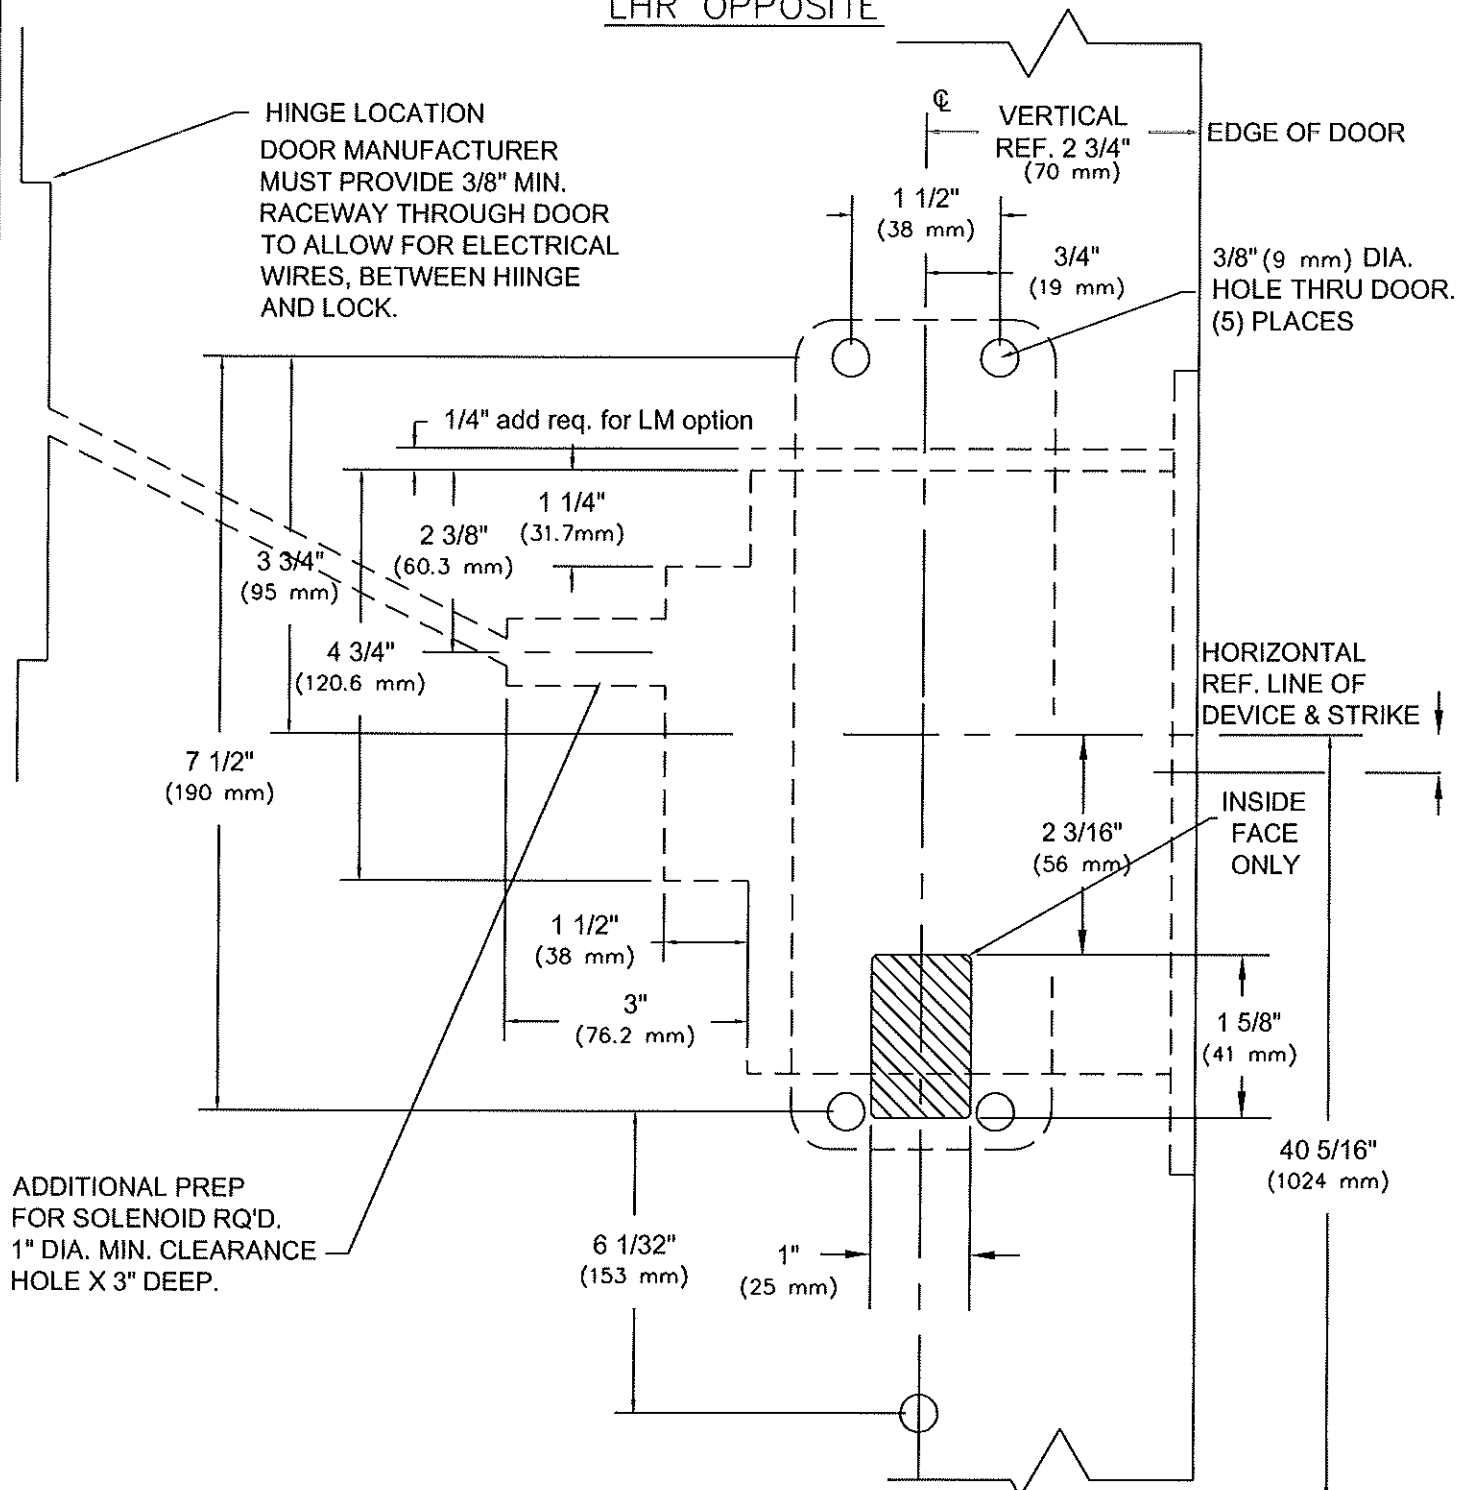 LHR OPPOSITE
HINGE LOCATION
DOOR MANUFACTURER
MUST PROVIDE 3/8" MIN.
RACEWAY THROUGH DOOR
TO ALLOW FOR ELECTRICAL
WIRES, BETWEEN HIINGE
AND LOCK.
℄
VERTICAL
REF. 2 3/4"
(70 mm)
EDGE OF DOOR
1 1/2"
(38 mm)
3/4"
(19 mm)
3/8" (9 mm) DIA.
HOLE THRU DOOR.
(5) PLACES
1/4" add req. for LM option
1 1/4"
(31.7mm)
2 3/8"
(60.3 mm)
3 3/4"
(95 mm)
4 3/4"
(120.6 mm)
7 1/2"
(190 mm)
HORIZONTAL
REF. LINE OF
DEVICE & STRIKE
INSIDE
FACE
ONLY
2 3/16"
(56 mm)
1 1/2"
(38 mm)
3"
(76.2 mm)
1 5/8"
(41 mm)
40 5/16"
(1024 mm)
ADDITIONAL PREP
FOR SOLENOID RQ'D.
1" DIA. MIN. CLEARANCE
HOLE X 3" DEEP.
6 1/32"
(153 mm)
1"
(25 mm)